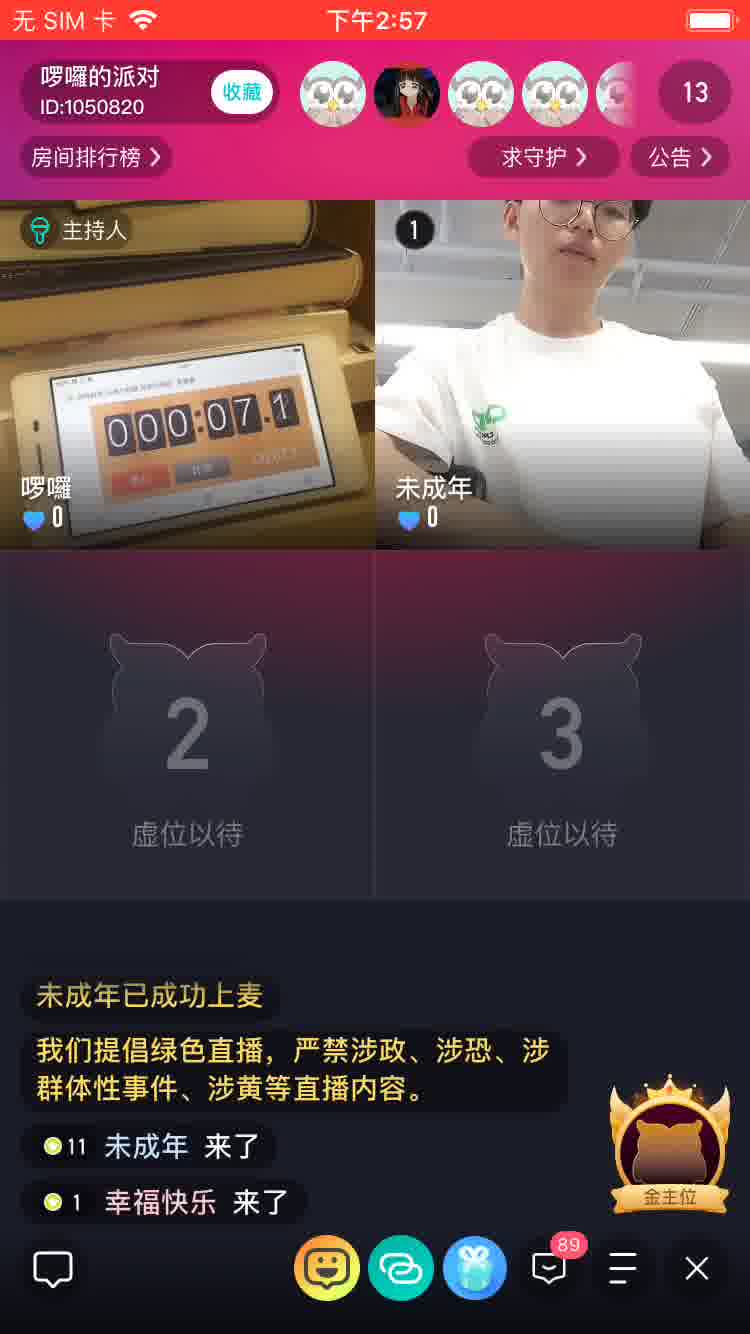 无 SIM 卡
下午2:57
啰囉的派对
ID:1050820
收藏
13
房间排行榜
求守护
公告
主持人
1
000:07.1
啰囉
0
未成年
0
2
虚位以待
3
虚位以待
未成年已成功上麦
我们提倡绿色直播，严禁涉政、涉恐、涉
群体性事件、涉黄等直播内容。
11 未成年 来了
1 幸福快乐 来了
金主位
89